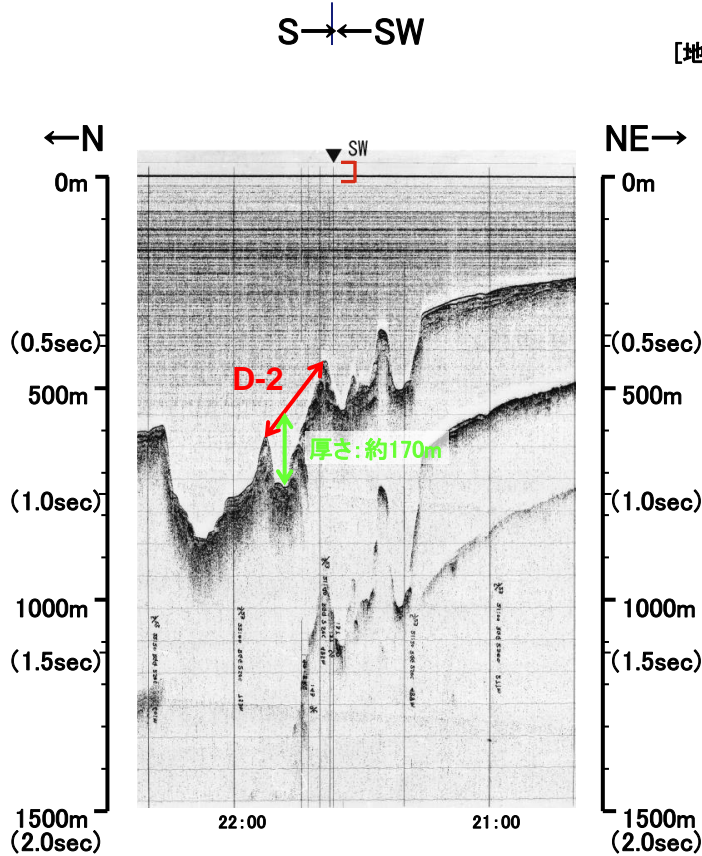 S→←SW
[地
←N
NE→
SW
0m
0m
(0.5sec)
(0.5sec)
D-2
500m
500m
厚さ:約170m
(1.0sec)
(1.0sec)
1000m
1000m
(1.5sec)
(1.5sec)
1500m
1500m
(2.0sec)
(2.0sec)
22:00
21:00